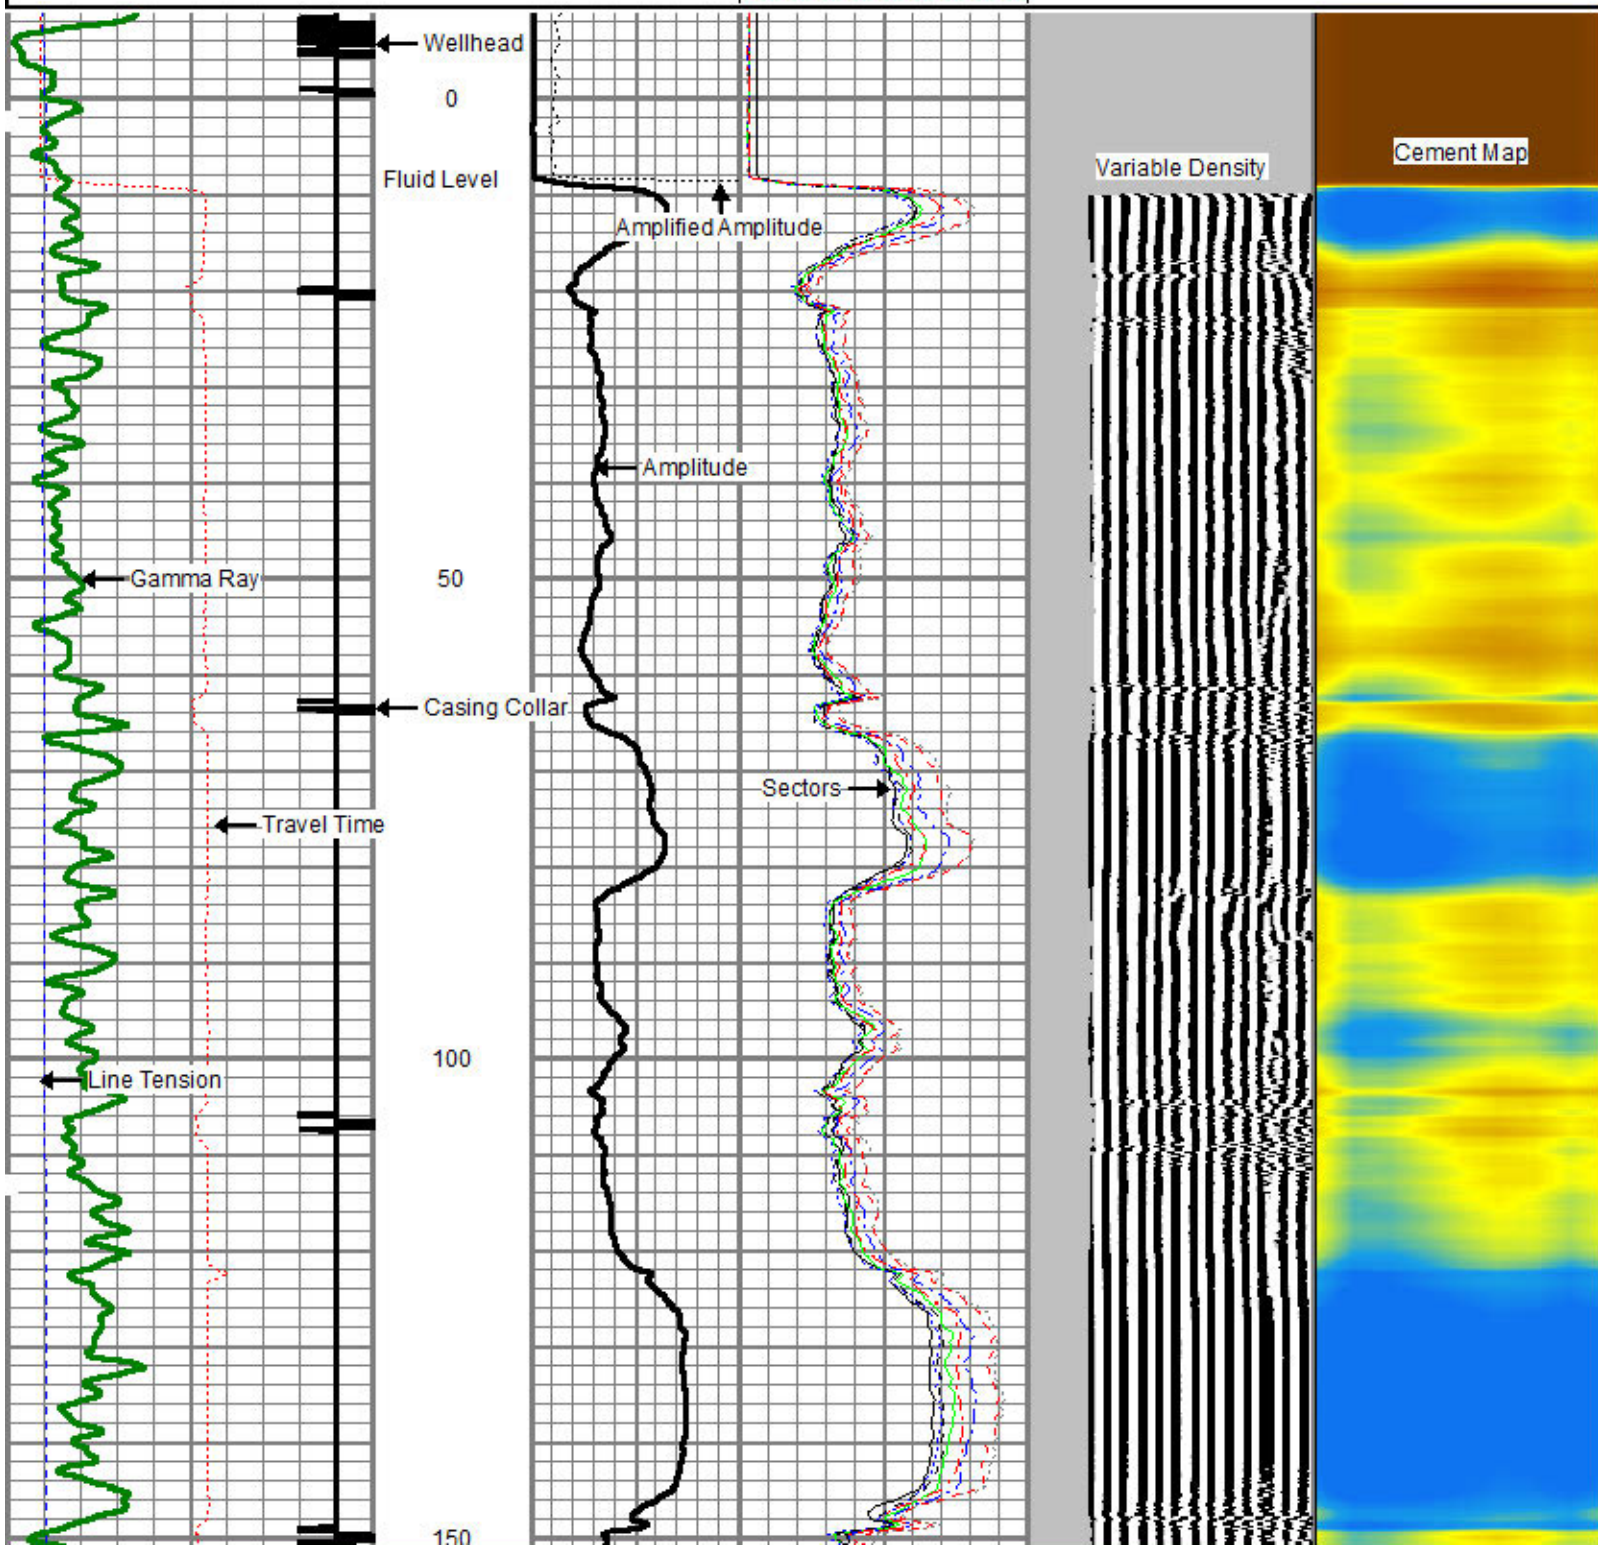 Wellhead
0
Cement Map
Variable Density
Fluid Level
Amplified Amplitude
Amplitude
50
Gamma Ray
Casing Collar
Sectors
Travel Time
100
Line Tension
150